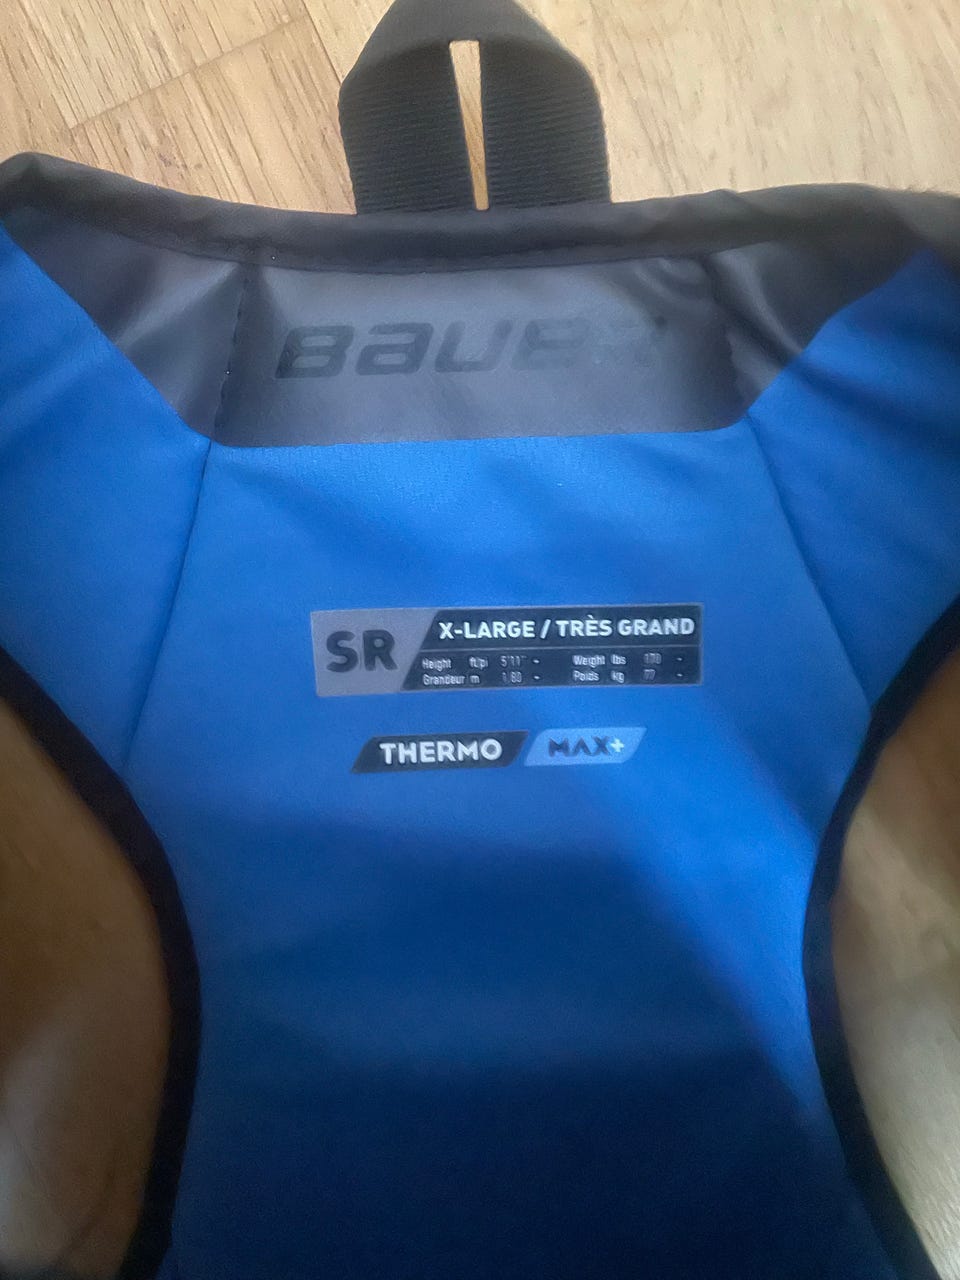 BAUER
SR
X-LARGE / TRÈS GRAND
Height ft/pi 5'11" - Weight lbs 170 -
Grandeur m 1.80 - Poids kg 77 -
THERMO MAX+